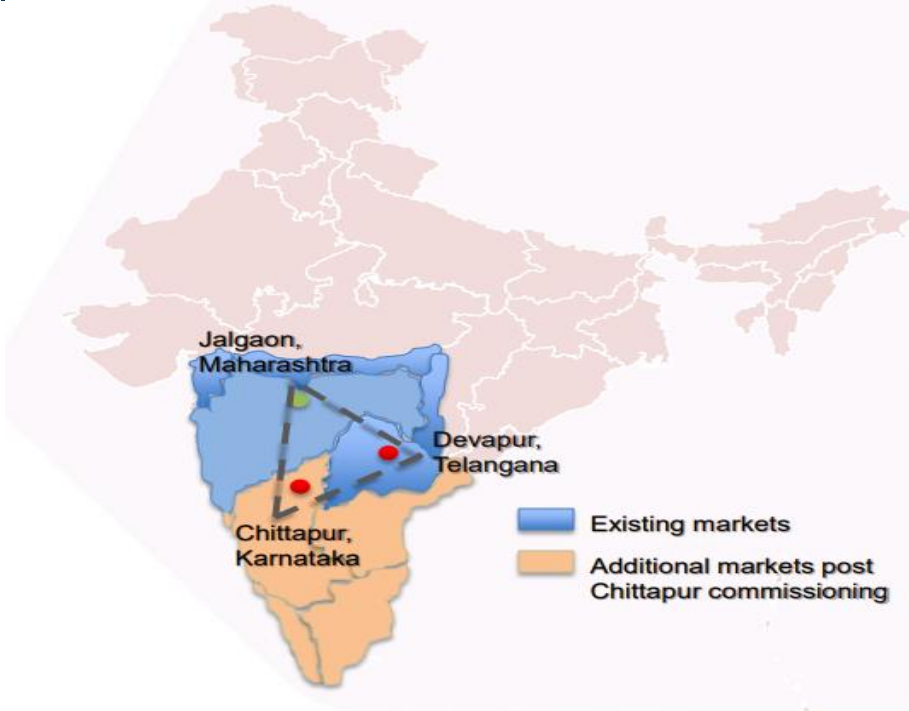 Jalgaon,
Maharashtra
Devapur,
Telangana
Chittapur,
Karnataka
Existing markets
Additional markets post
Chittapur commissioning